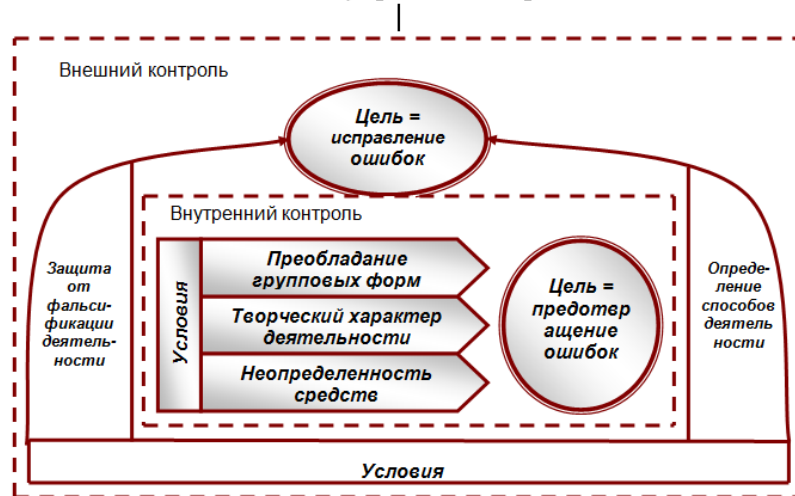 Внешний контроль
Цель =
исправление
ошибок
Внутренний контроль
Защита
от
фальси-
фикации
деятель-
ности
Условия
Преобладание
групповых форм
Творческий характер
деятельности
Неопределенность
средств
Цель =
предотвр
ащение
ошибок
Опреде-
ление
способов
деятель
ности
Условия